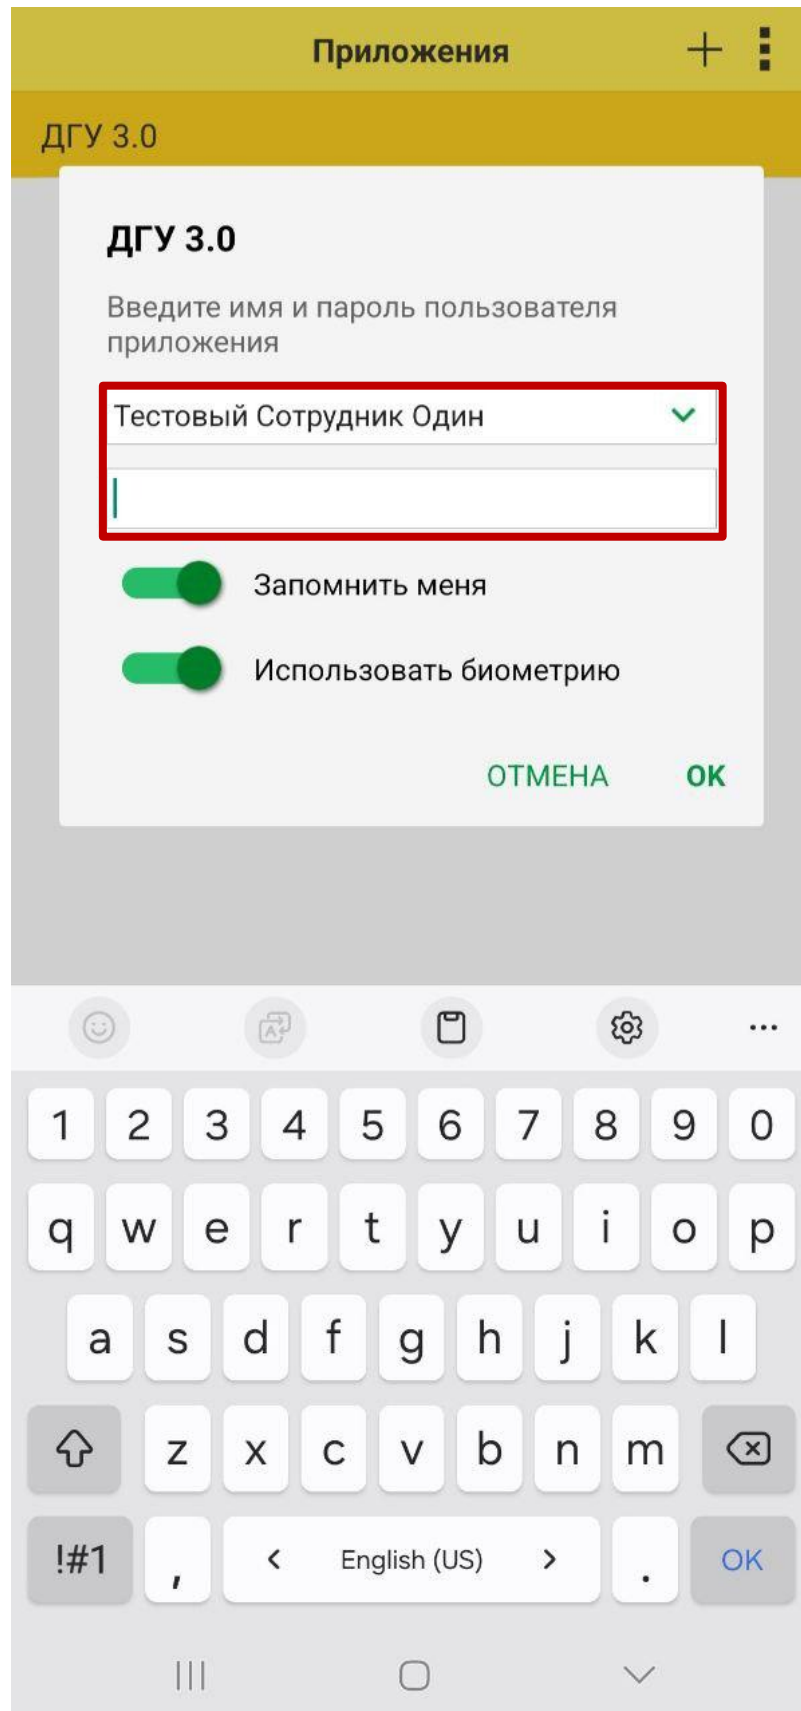 Приложения
ДГУ 3.0
ДГУ 3.0
Введите имя и пароль пользователя
приложения
Тестовый Сотрудник Один
Запомнить меня
Использовать биометрию
ОТМЕНА OK
1 2 3 4 5 6 7 8 9 0
q w e r t y u i o p
a s d f g h j k l
z x c v b n m
!#1 , < English (US) > . OK